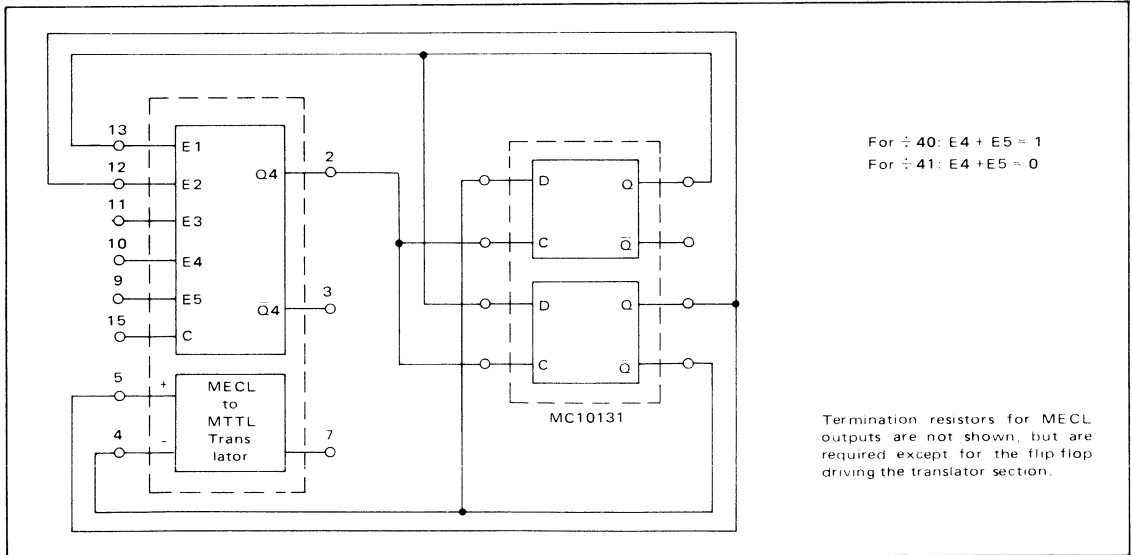 13
E1
12
E2
Q4
2
11
E3
10
E4
9
E5
Q̅4
3
15
C
5
+
MECL
to
MTTL
Trans
lator
4
-
7
D
Q
C
Q̅
D
Q
C
Q̅
MC10131
For ÷ 40: E4 + E5 = 1
For ÷ 41: E4 +E5 = 0
Termination resistors for MECL
outputs are not shown, but are
required except for the flip flop
driving the translator section.